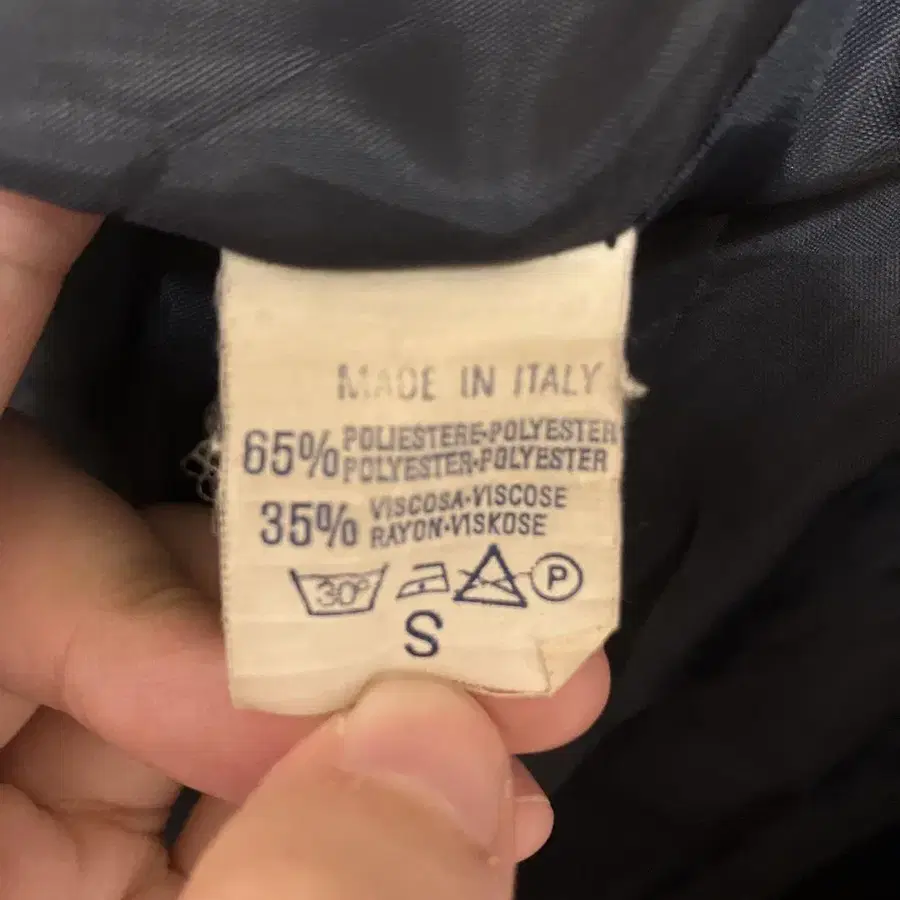 MADE IN ITALY
65% POLIESTERE·POLYESTER
POLYESTER·POLYESTER
35% VISCOSA·VISCOSE
RAYON·VISKOSE
30° P
S